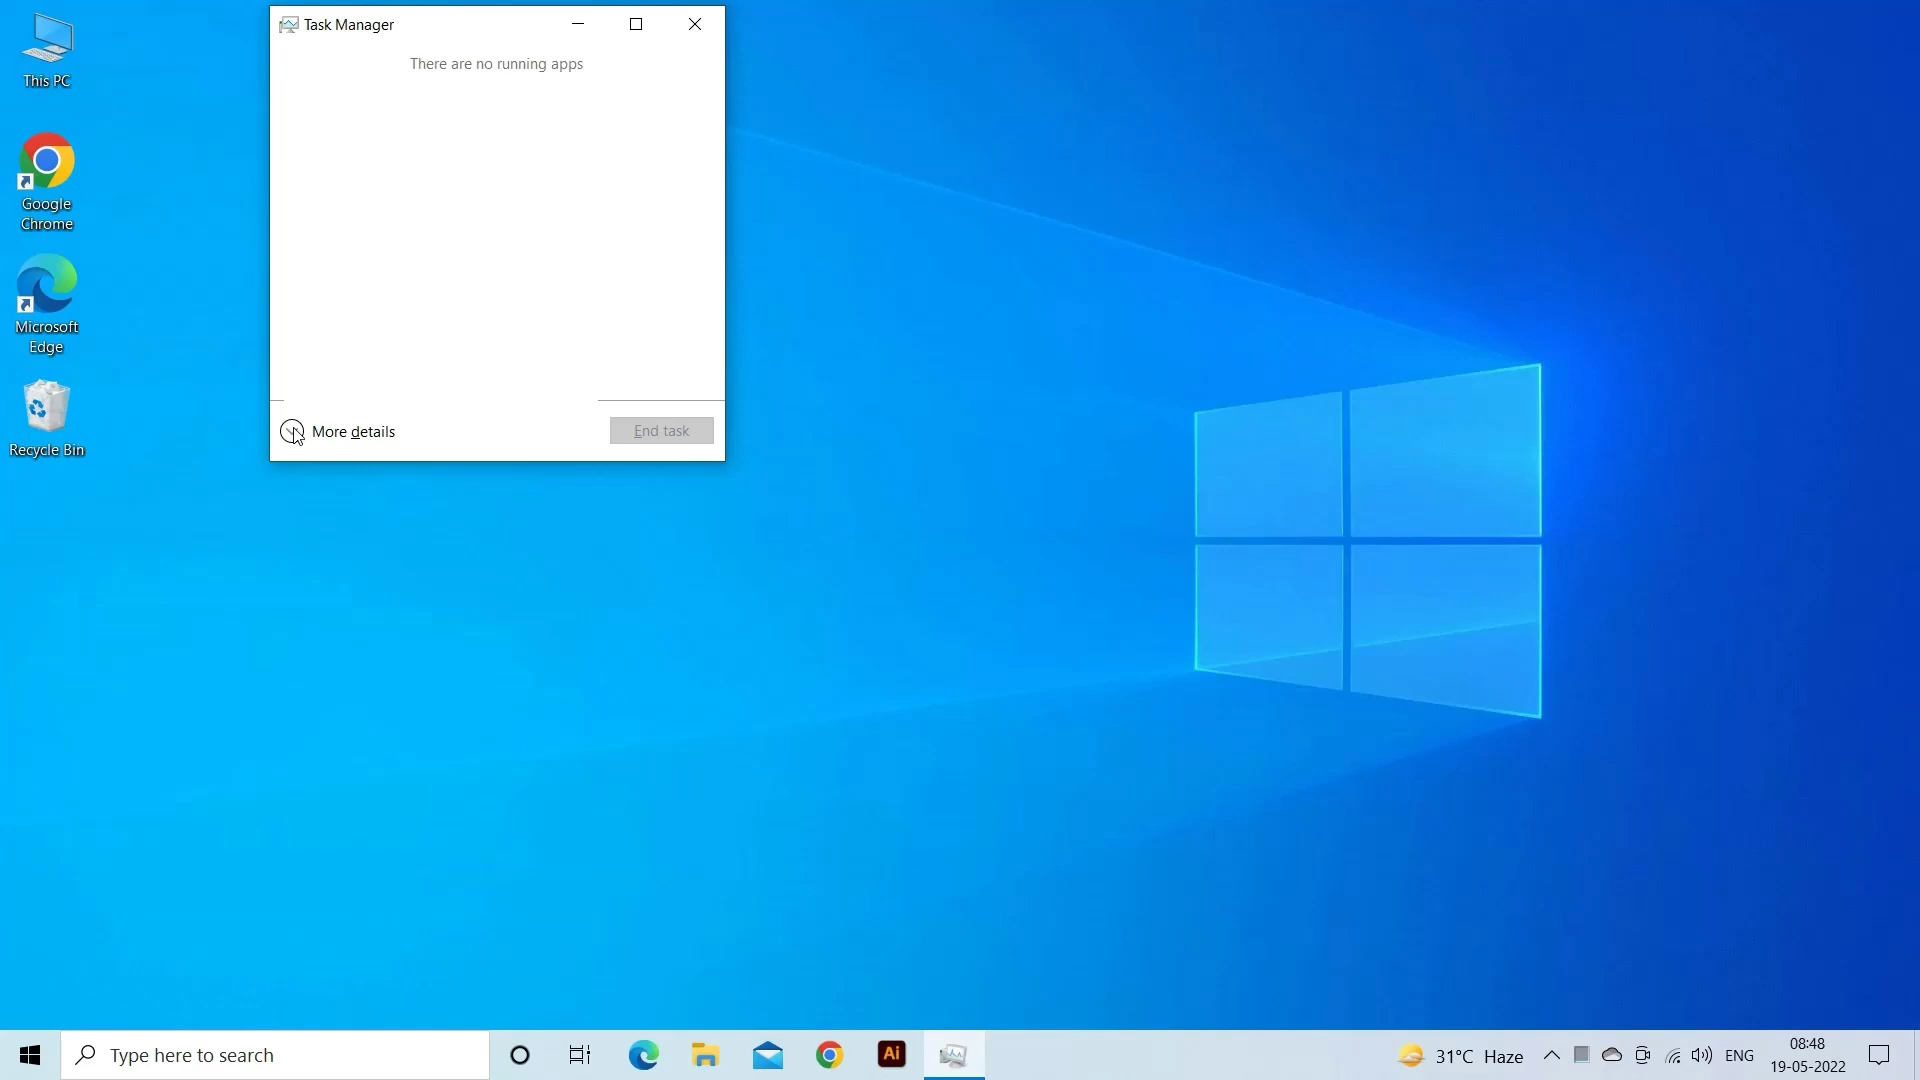 This PC
Google
Chrome
Microsoft
Edge
Recycle Bin
Task Manager
There are no running apps
More details
End task
Type here to search
Ai
31°C Haze
ENG
08:48
19-05-2022